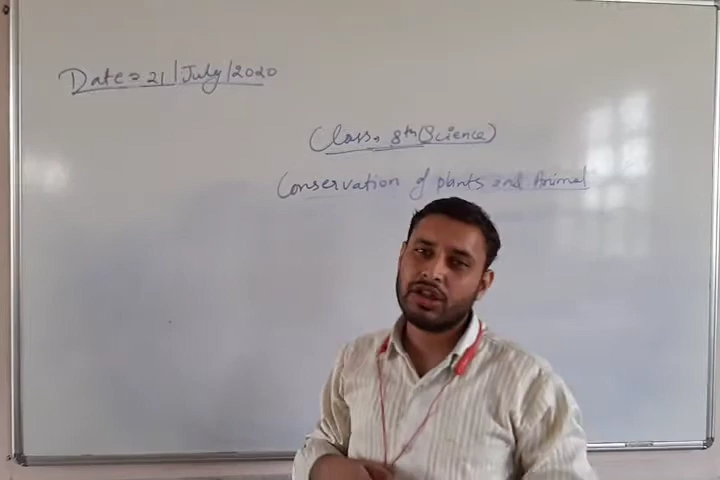 Date = 21/July/2020
Class. 8th (Science)
Conservation of plants and Animal